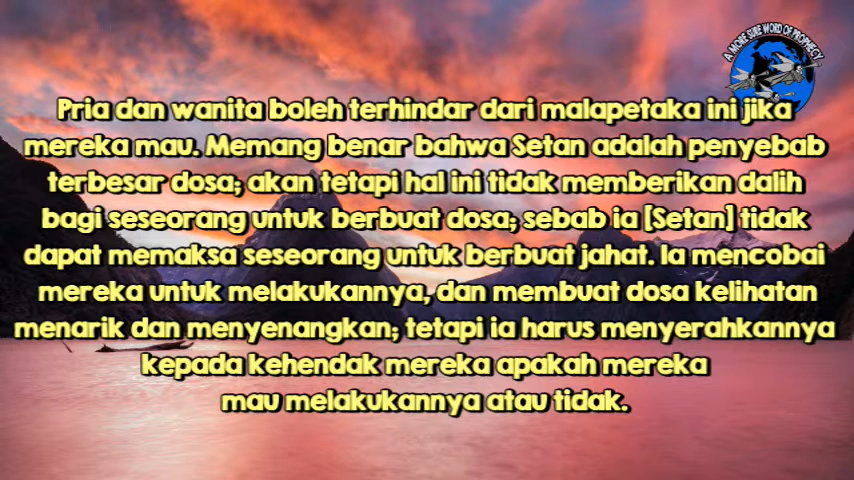 A MORE SURE WORD OF PROPHECY
Pria dan wanita boleh terhindar dari malapetaka ini jika
mereka mau. Memang benar bahwa Setan adalah penyebab
terbesar dosa; akan tetapi hal ini tidak memberikan dalih
bagi seseorang untuk berbuat dosa; sebab ia [Setan] tidak
dapat memaksa seseorang untuk berbuat jahat. Ia mencobai
mereka untuk melakukannya, dan membuat dosa kelihatan
menarik dan menyenangkan; tetapi ia harus menyerahkannya
kepada kehendak mereka apakah mereka
mau melakukannya atau tidak.